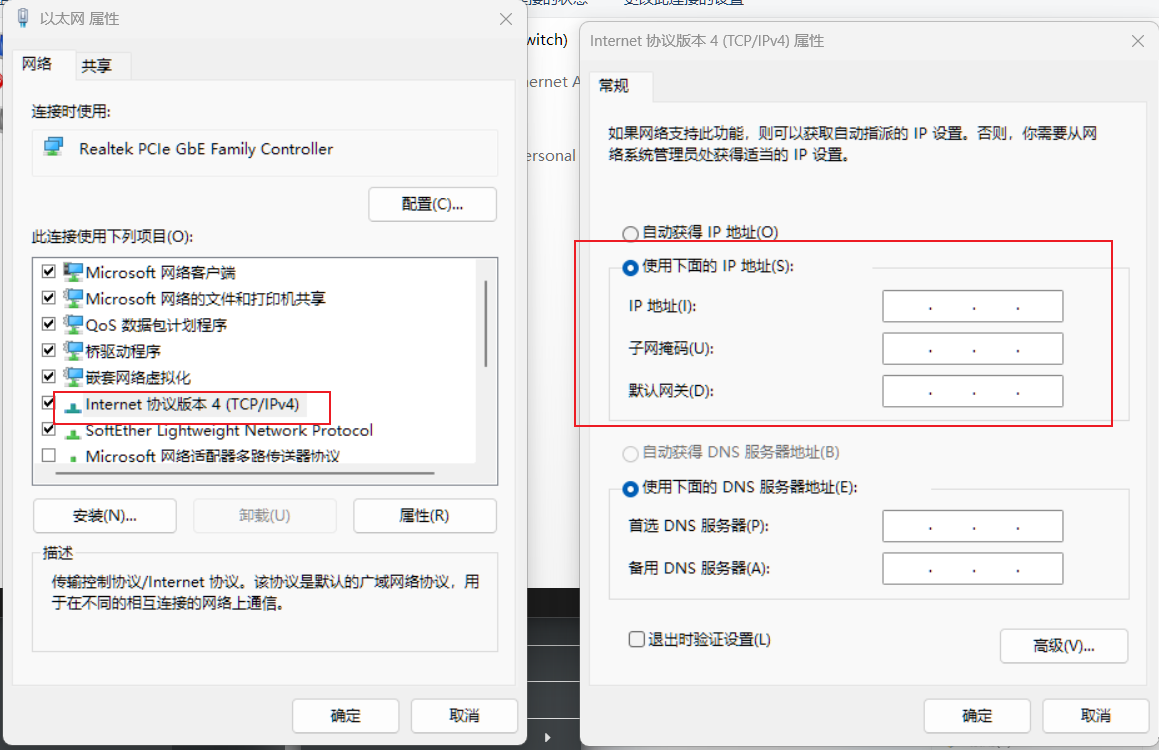 以太网 属性
网络
共享
连接时使用:
Realtek PCIe GbE Family Controller
配置(C)...
此连接使用下列项目(O):
Microsoft 网络客户端
Microsoft 网络的文件和打印机共享
QoS 数据包计划程序
桥驱动程序
嵌套网络虚拟化
Internet 协议版本 4 (TCP/IPv4)
SoftEther Lightweight Network Protocol
Microsoft 网络适配器多路传送器协议
安装(N)...
卸载(U)
属性(R)
描述
传输控制协议/Internet 协议。该协议是默认的广域网络协议，用
于在不同的相互连接的网络上通信。
确定
取消
连接的状态
更改此连接的设置
witch)
ernet A
ersonal
Internet 协议版本 4 (TCP/IPv4) 属性
常规
如果网络支持此功能，则可以获取自动指派的 IP 设置。否则，你需要从网
络系统管理员处获得适当的 IP 设置。
自动获得 IP 地址(O)
使用下面的 IP 地址(S):
IP 地址(I):
子网掩码(U):
默认网关(D):
自动获得 DNS 服务器地址(B)
使用下面的 DNS 服务器地址(E):
首选 DNS 服务器(P):
备用 DNS 服务器(A):
退出时验证设置(L)
高级(V)...
确定
取消